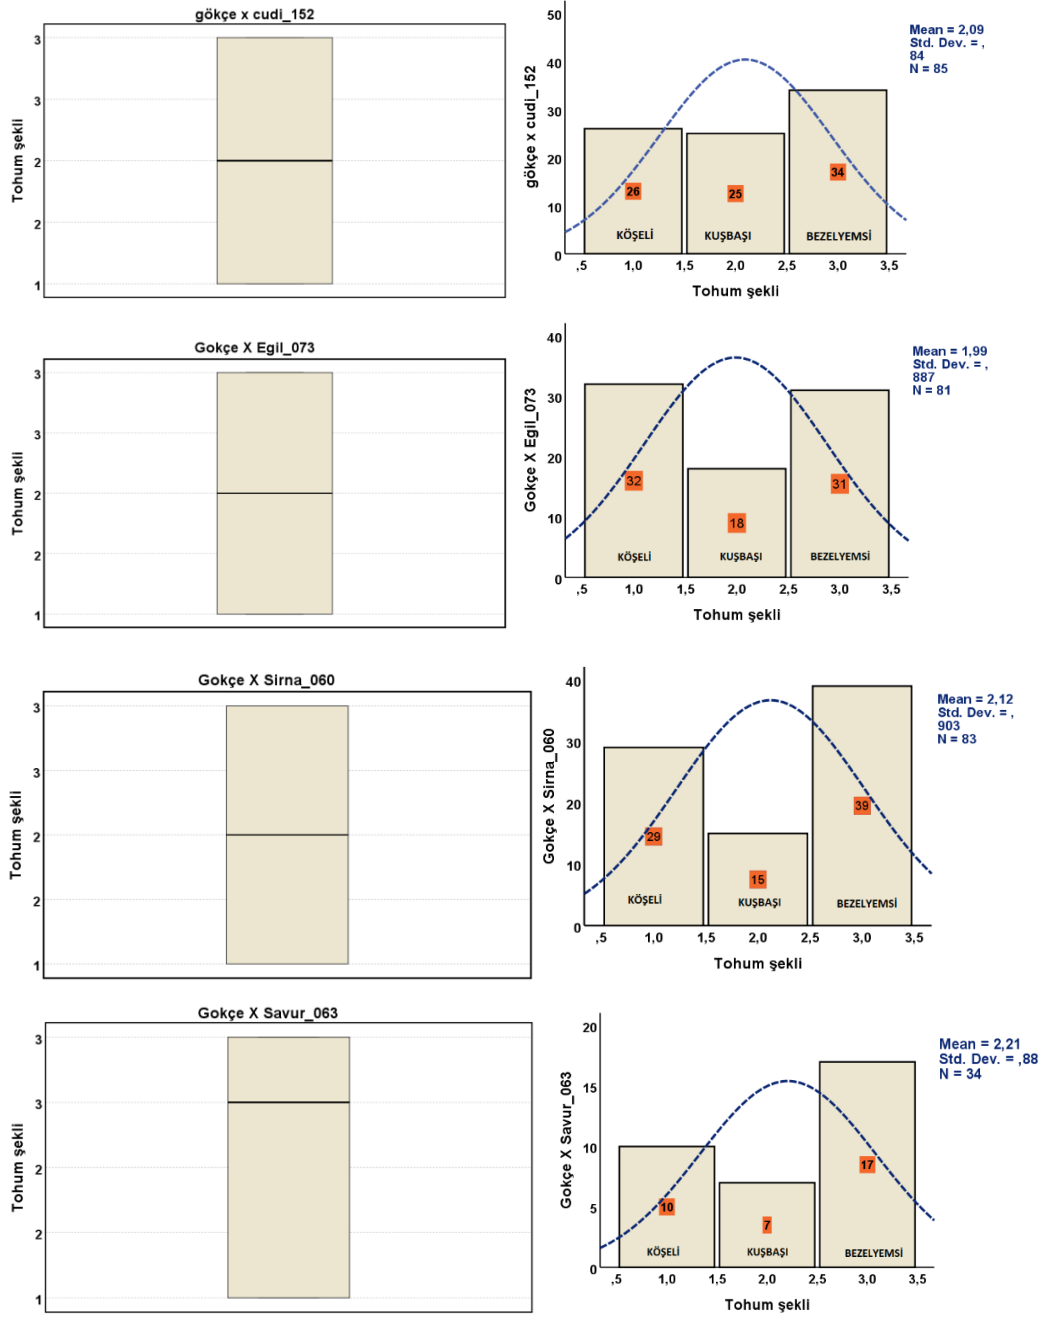 gökçe x cudi_152
Tohum şekli
3
3
2
2
1
gökçe x cudi_152
50
40
30
20
10
0
26
25
34
KÖŞELİ
KUŞBAŞI
BEZELYEMSİ
,5
1,0
1,5
2,0
2,5
3,0
3,5
Tohum şekli
Mean = 2,09
Std. Dev. = ,
84
N = 85
Gokçe X Egil_073
Tohum şekli
3
3
2
2
1
Gokçe X Egil_073
40
30
20
10
0
32
18
31
KÖŞELİ
KUŞBAŞI
BEZELYEMSİ
,5
1,0
1,5
2,0
2,5
3,0
3,5
Tohum şekli
Mean = 1,99
Std. Dev. = ,
887
N = 81
Gokçe X Sirna_060
Tohum şekli
3
3
2
2
1
Gokçe X Sirna_060
40
30
20
10
0
29
15
39
KÖŞELİ
KUŞBAŞI
BEZELYEMSİ
,5
1,0
1,5
2,0
2,5
3,0
3,5
Tohum şekli
Mean = 2,12
Std. Dev. = ,
903
N = 83
Gokçe X Savur_063
Tohum şekli
3
3
2
2
1
Gokçe X Savur_063
20
15
10
5
0
10
7
17
KÖŞELİ
KUŞBAŞI
BEZELYEMSİ
,5
1,0
1,5
2,0
2,5
3,0
3,5
Tohum şekli
Mean = 2,21
Std. Dev. = ,88
N = 34